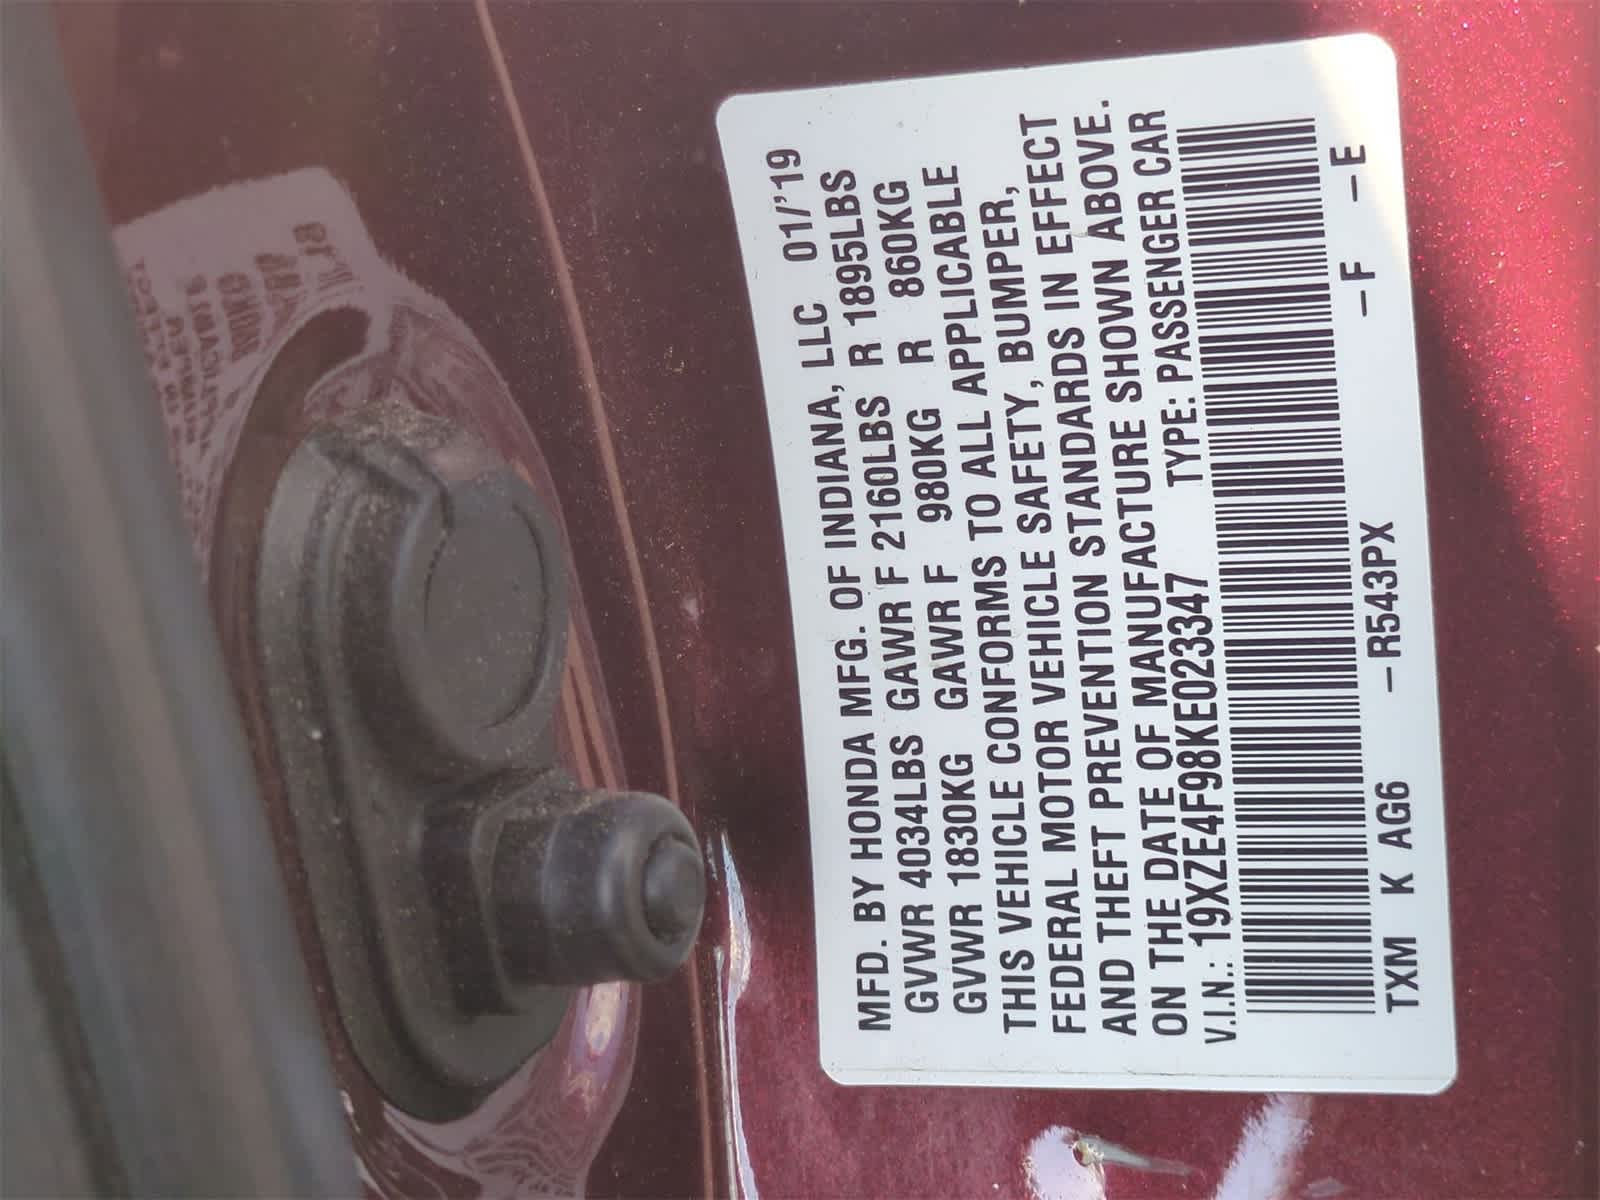 MFD. BY HONDA MFG. OF INDIANA, LLC 01/'19
GVWR 4034LBS GAWR F 2160LBS R 1895LBS
GVWR 1830KG GAWR F 980KG R 860KG
THIS VEHICLE CONFORMS TO ALL APPLICABLE
FEDERAL MOTOR VEHICLE SAFETY, BUMPER,
AND THEFT PREVENTION STANDARDS IN EFFECT
ON THE DATE OF MANUFACTURE SHOWN ABOVE.
V.I.N.: 19XZE4F98KE023347 TYPE: PASSENGER CAR
TXM K AG6 –R543PX –F –E